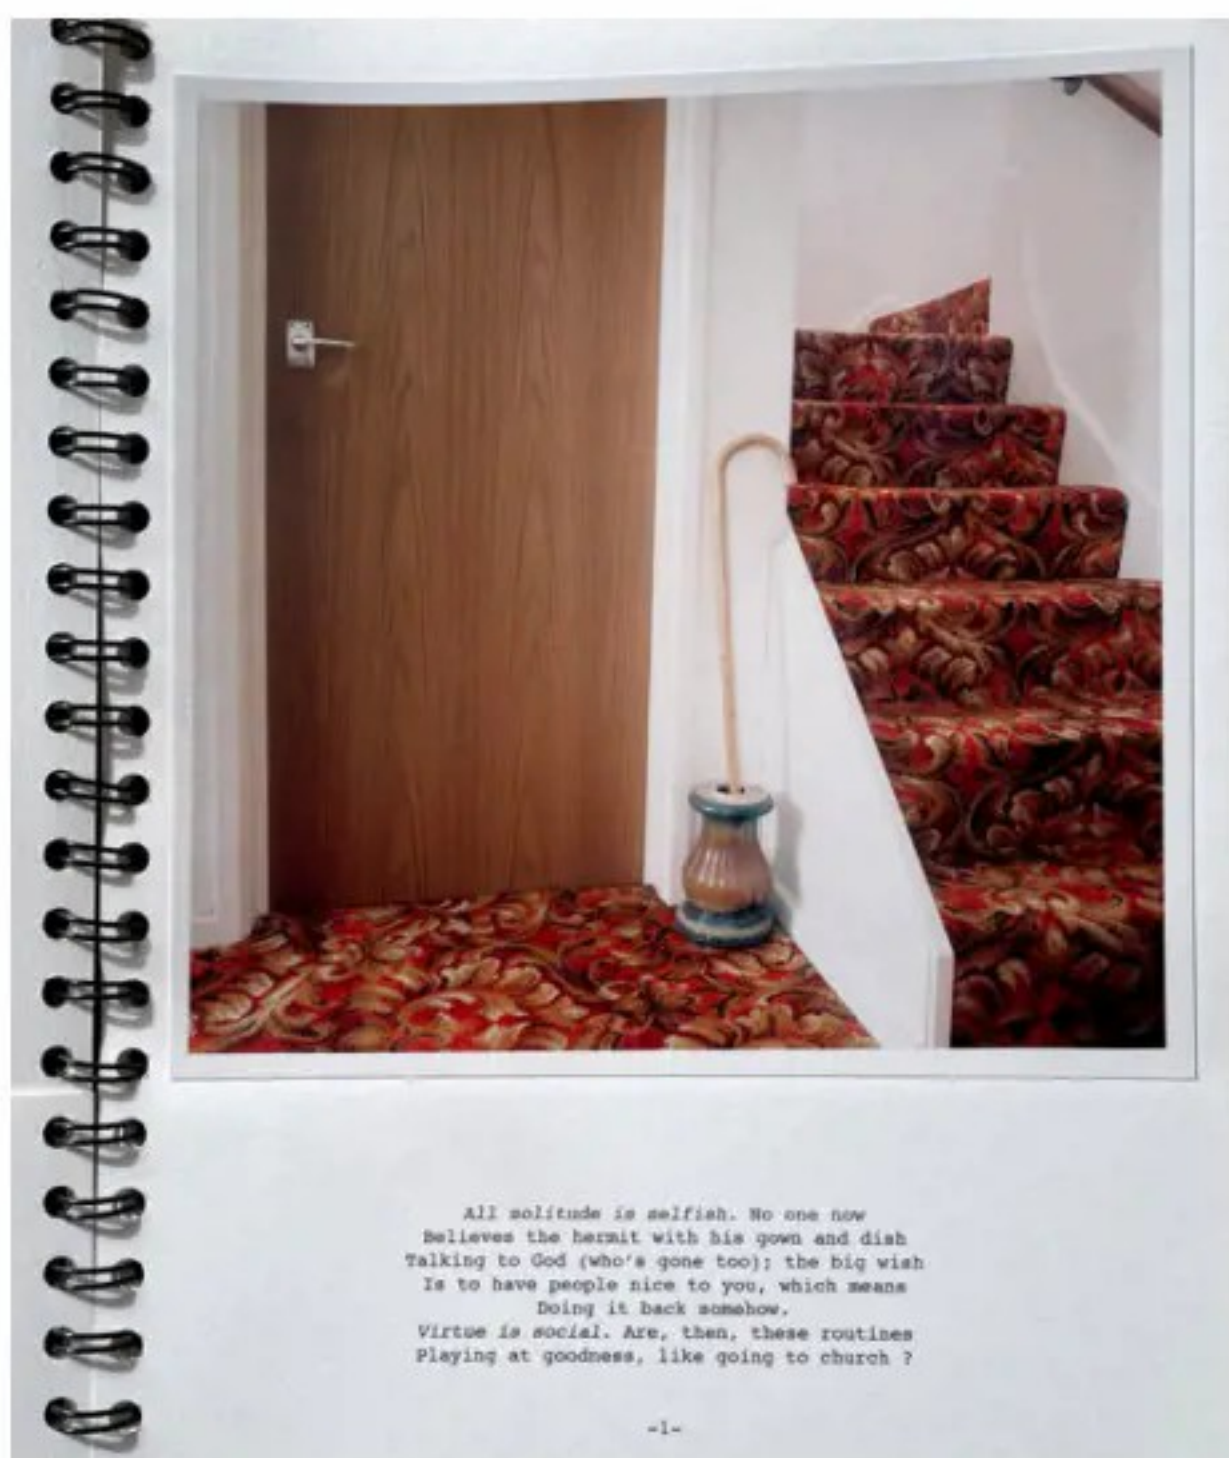 All solitude is selfish. No one now
Believes the hermit with his gown and dish
Talking to God (who's gone too); the big wish
Is to have people nice to you, which means
Doing it back somehow.
Virtue is social. Are, then, these routines
Playing at goodness, like going to church ?
-1-